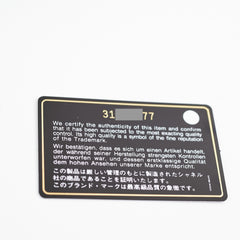 31 77
We certify the authenticity of this item and confirm
that it has been subjected to the most exacting quality
control. Its high quality is a symbol of the fine reputation
of the Trademark.
Wir bestätigen, dass es sich um einen Artikel handelt,
der während seiner Herstellung strengsten Kontrollen
unterworfen war, und dessen erstklassige Qualität
dem hohen Ansehen unserer Marke entspricht.
この製品は厳しい管理のもとに製造されたシャネル
社の商品であることを証明いたします。
このブランド・マークは最高級品質の象徴です。